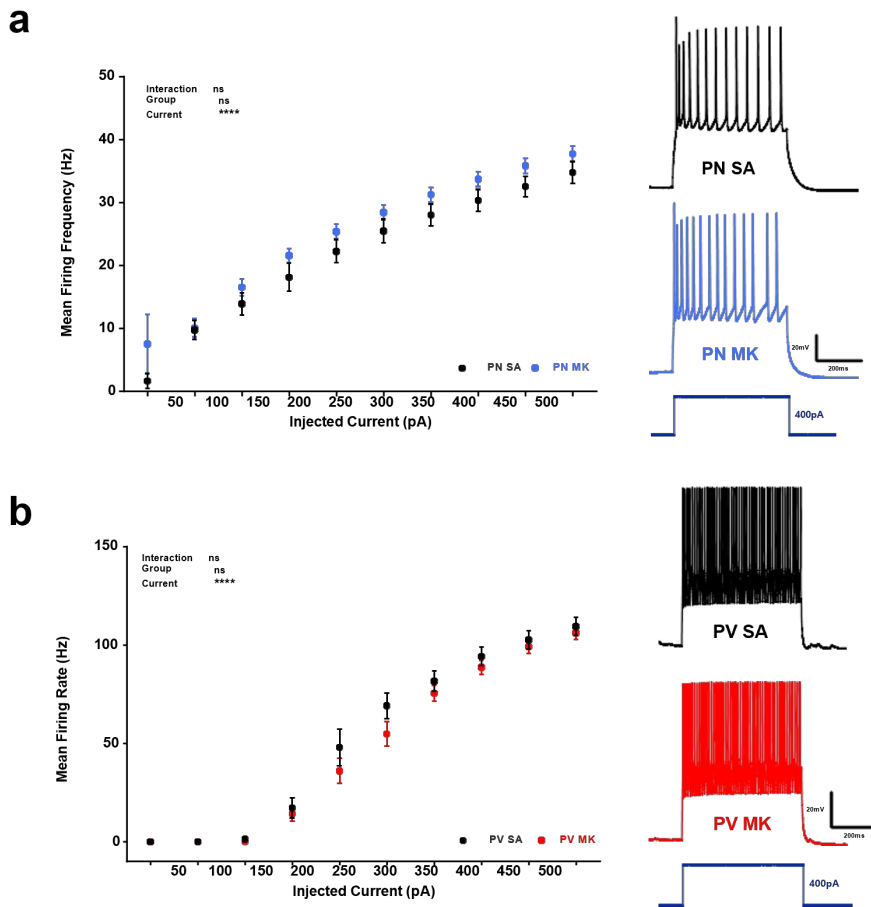 a
50
40
30
20
10
0
Mean Firing Frequency (Hz)
Interaction ns
Group ns
Current ****
PN SA PN MK
50 100 150 200 250 300 350 400 450 500
Injected Current (pA)
PN SA
PN MK
20mV
200ms
400pA
b
150
100
50
0
Mean Firing Rate (Hz)
Interaction ns
Group ns
Current ****
PV SA PV MK
50 100 150 200 250 300 350 400 450 500
Injected Current (pA)
PV SA
PV MK
20mV
200ms
400pA